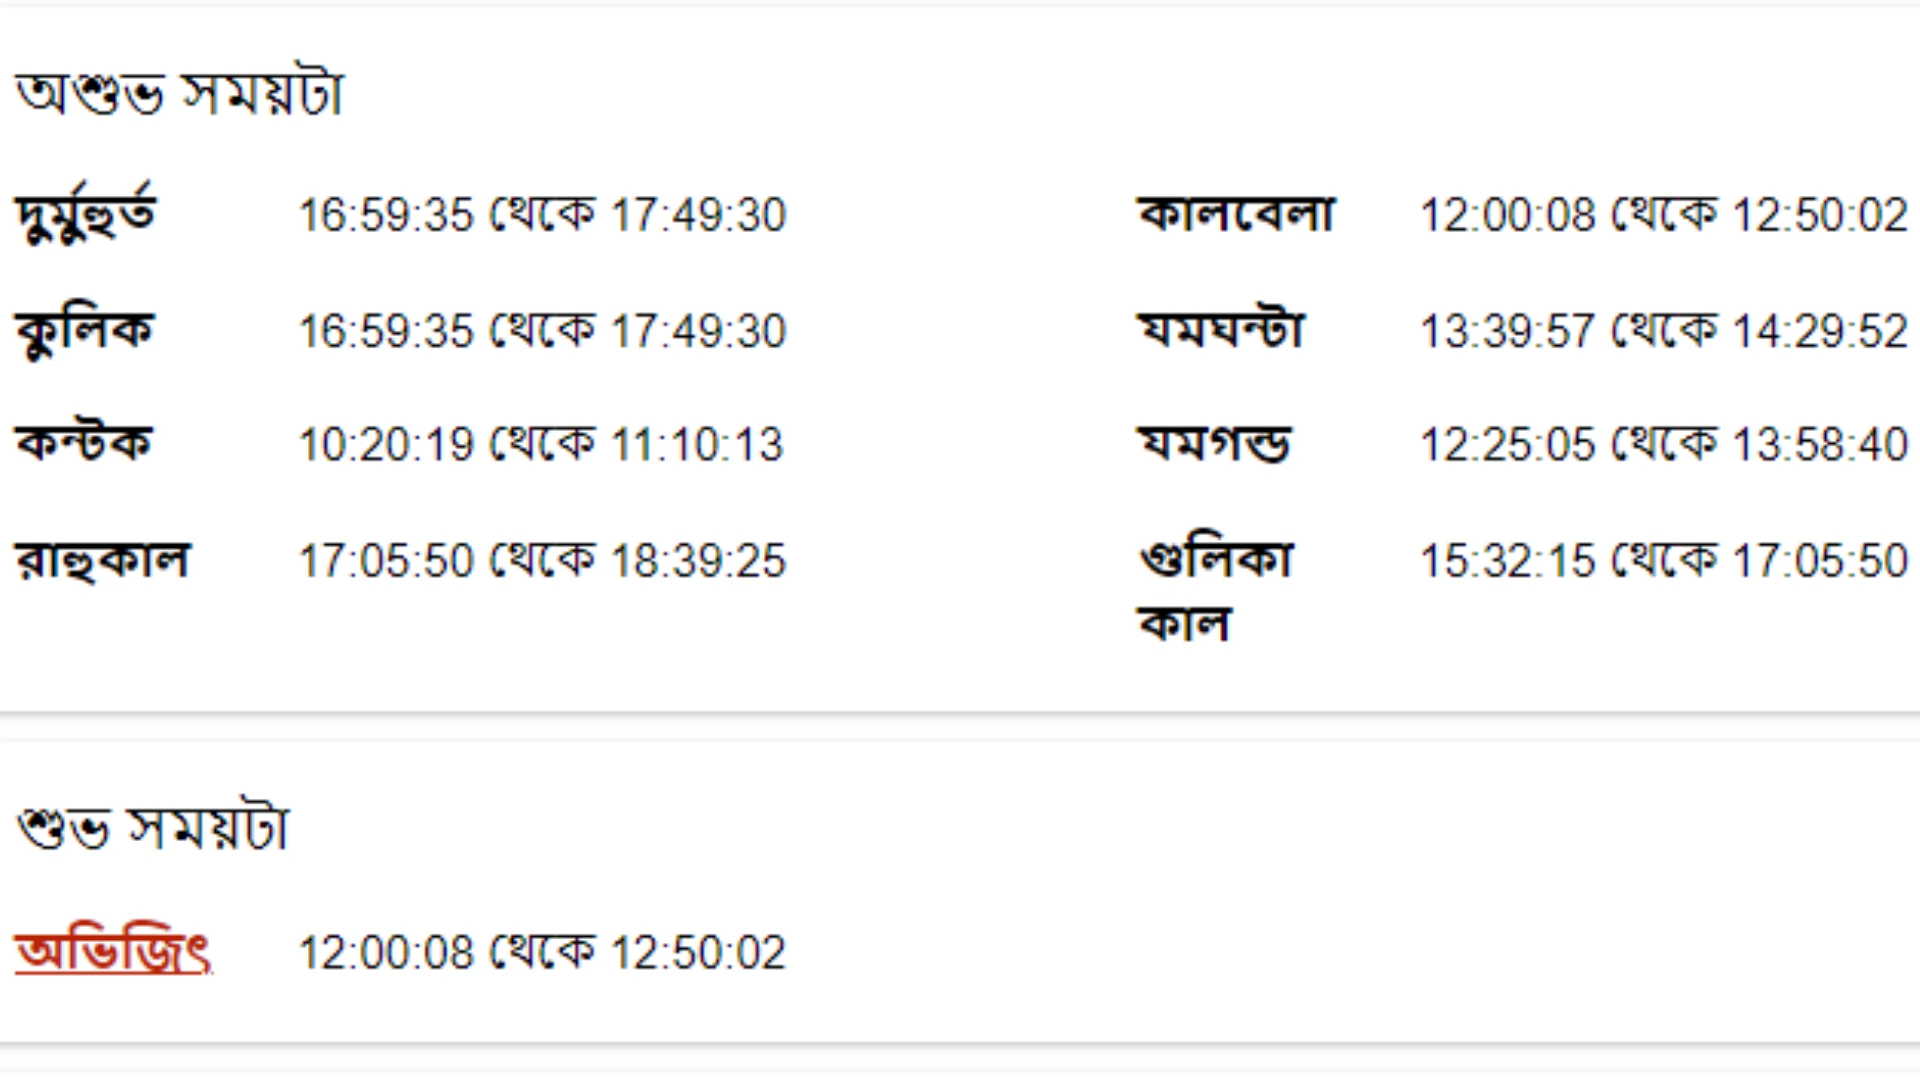 অশুভ সময়টা
দুর্মুহুর্ত 16:59:35 থেকে 17:49:30 কালবেলা 12:00:08 থেকে 12:50:02
কুলিক 16:59:35 থেকে 17:49:30 যমঘন্টা 13:39:57 থেকে 14:29:52
কন্টক 10:20:19 থেকে 11:10:13 যমগন্ড 12:25:05 থেকে 13:58:40
রাহুকাল 17:05:50 থেকে 18:39:25 গুলিকা 15:32:15 থেকে 17:05:50
কাল
শুভ সময়টা
অভিজিৎ 12:00:08 থেকে 12:50:02